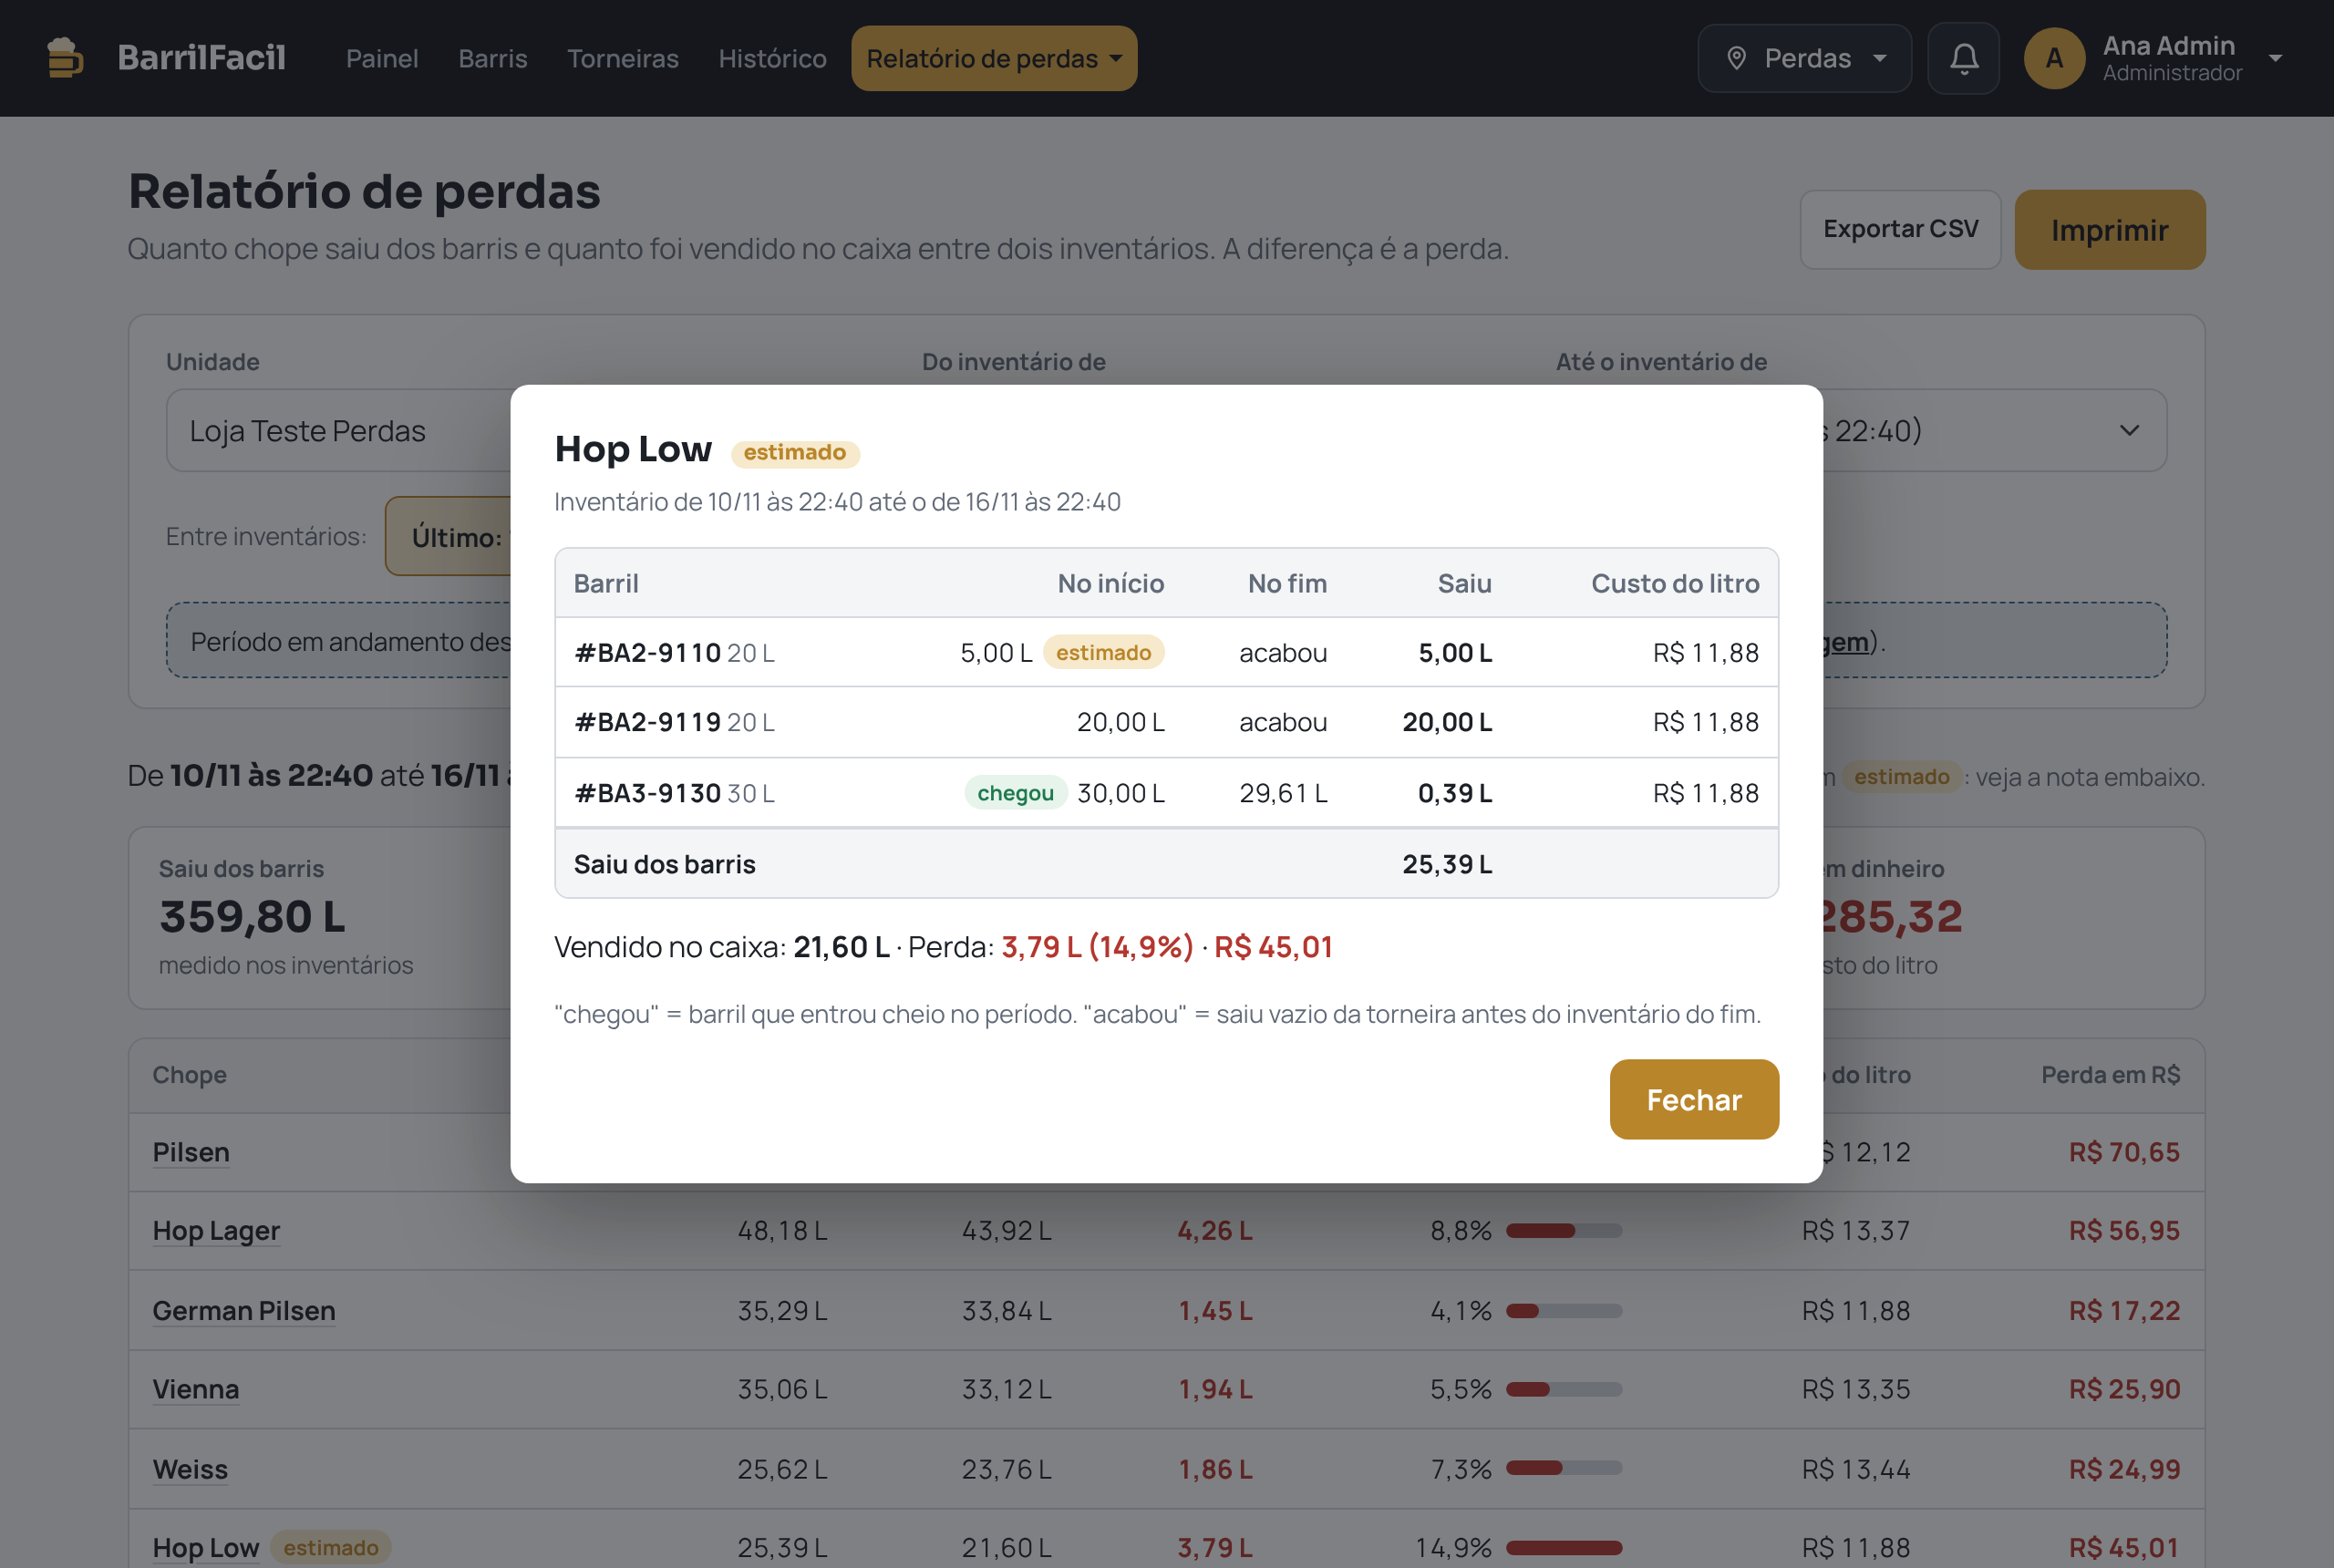 BarrilFacil Painel Barris Torneiras Histórico Relatório de perdas Perdas A Ana Admin
Administrador
Relatório de perdas
Quanto chope saiu dos barris e quanto foi vendido no caixa entre dois inventários. A diferença é a perda.
Exportar CSV Imprimir
Unidade Do inventário de Até o inventário de
Loja Teste Perdas 22:40)
Entre inventários: Último:
Período em andamento gem).
De 10/11 às 22:40 até 16/11 estimado : veja a nota embaixo.
Saiu dos barris em dinheiro
359,80 L 285,32
medido nos inventários do litro
Hop Low estimado
Inventário de 10/11 às 22:40 até o de 16/11 às 22:40
Barril No início No fim Saiu Custo do litro
#BA2-9110 20 L 5,00 L estimado acabou 5,00 L R$ 11,88
#BA2-9119 20 L 20,00 L acabou 20,00 L R$ 11,88
#BA3-9130 30 L chegou 30,00 L 29,61 L 0,39 L R$ 11,88
Saiu dos barris 25,39 L
Vendido no caixa: 21,60 L · Perda: 3,79 L (14,9%) · R$ 45,01
"chegou" = barril que entrou cheio no período. "acabou" = saiu vazio da torneira antes do inventário do fim.
Fechar
Chope do litro Perda em R$
Pilsen 12,12 R$ 70,65
Hop Lager 48,18 L 43,92 L 4,26 L 8,8% R$ 13,37 R$ 56,95
German Pilsen 35,29 L 33,84 L 1,45 L 4,1% R$ 11,88 R$ 17,22
Vienna 35,06 L 33,12 L 1,94 L 5,5% R$ 13,35 R$ 25,90
Weiss 25,62 L 23,76 L 1,86 L 7,3% R$ 13,44 R$ 24,99
Hop Low estimado 25,39 L 21,60 L 3,79 L 14,9% R$ 11,88 R$ 45,01